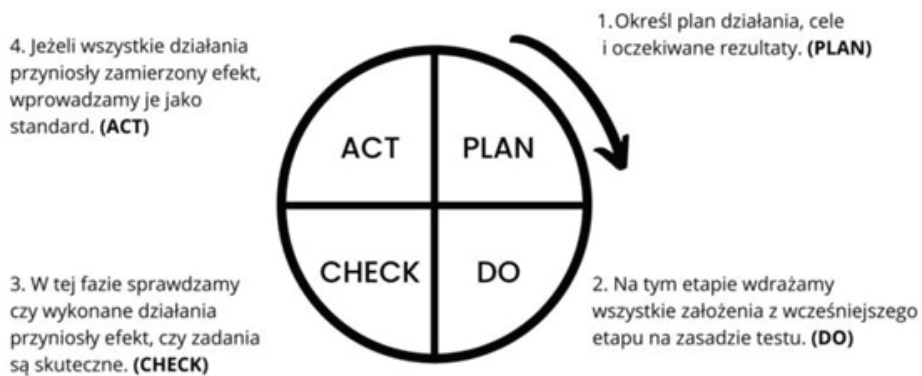 1. Określ plan działania, cele
i oczekiwane rezultaty. (PLAN)
4. Jeżeli wszystkie działania
przyniosły zamierzony efekt,
wprowadzamy je jako
standard. (ACT)
ACT
PLAN
CHECK
DO
3. W tej fazie sprawdzamy
czy wykonane działania
przyniosły efekt, czy zadania
są skuteczne. (CHECK)
2. Na tym etapie wdrażamy
wszystkie założenia z wcześniejszego
etapu na zasadzie testu. (DO)